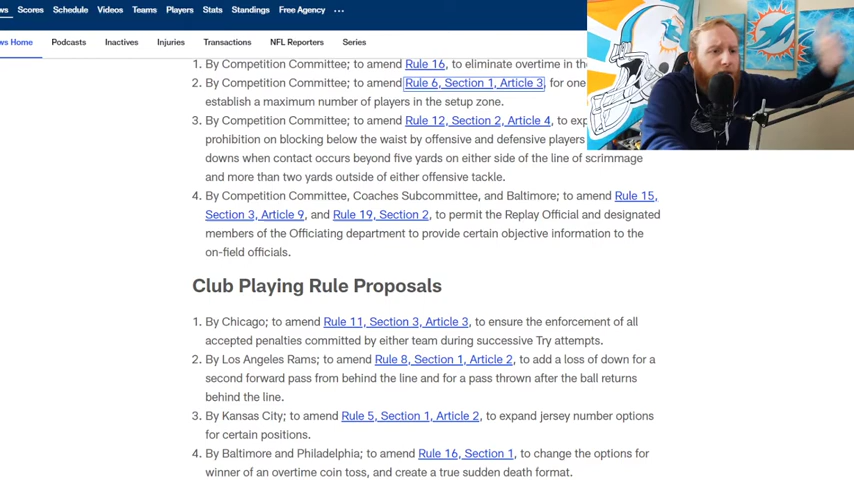 ws Scores Schedule Videos Teams Players Stats Standings Free Agency ...
ws Home Podcasts Inactives Injuries Transactions NFL Reporters Series
1. By Competition Committee; to amend Rule 16, to eliminate overtime in the
2. By Competition Committee; to amend Rule 6, Section 1, Article 3, for one
establish a maximum number of players in the setup zone.
3. By Competition Committee; to amend Rule 12, Section 2, Article 4, to exp
prohibition on blocking below the waist by offensive and defensive players
downs when contact occurs beyond five yards on either side of the line of scrimmage
and more than two yards outside of either offensive tackle.
4. By Competition Committee, Coaches Subcommittee, and Baltimore; to amend Rule 15,
Section 3, Article 9, and Rule 19, Section 2, to permit the Replay Official and designated
members of the Officiating department to provide certain objective information to the
on-field officials.
Club Playing Rule Proposals
1. By Chicago; to amend Rule 11, Section 3, Article 3, to ensure the enforcement of all
accepted penalties committed by either team during successive Try attempts.
2. By Los Angeles Rams; to amend Rule 8, Section 1, Article 2, to add a loss of down for a
second forward pass from behind the line and for a pass thrown after the ball returns
behind the line.
3. By Kansas City; to amend Rule 5, Section 1, Article 2, to expand jersey number options
for certain positions.
4. By Baltimore and Philadelphia; to amend Rule 16, Section 1, to change the options for
winner of an overtime coin toss, and create a true sudden death format.